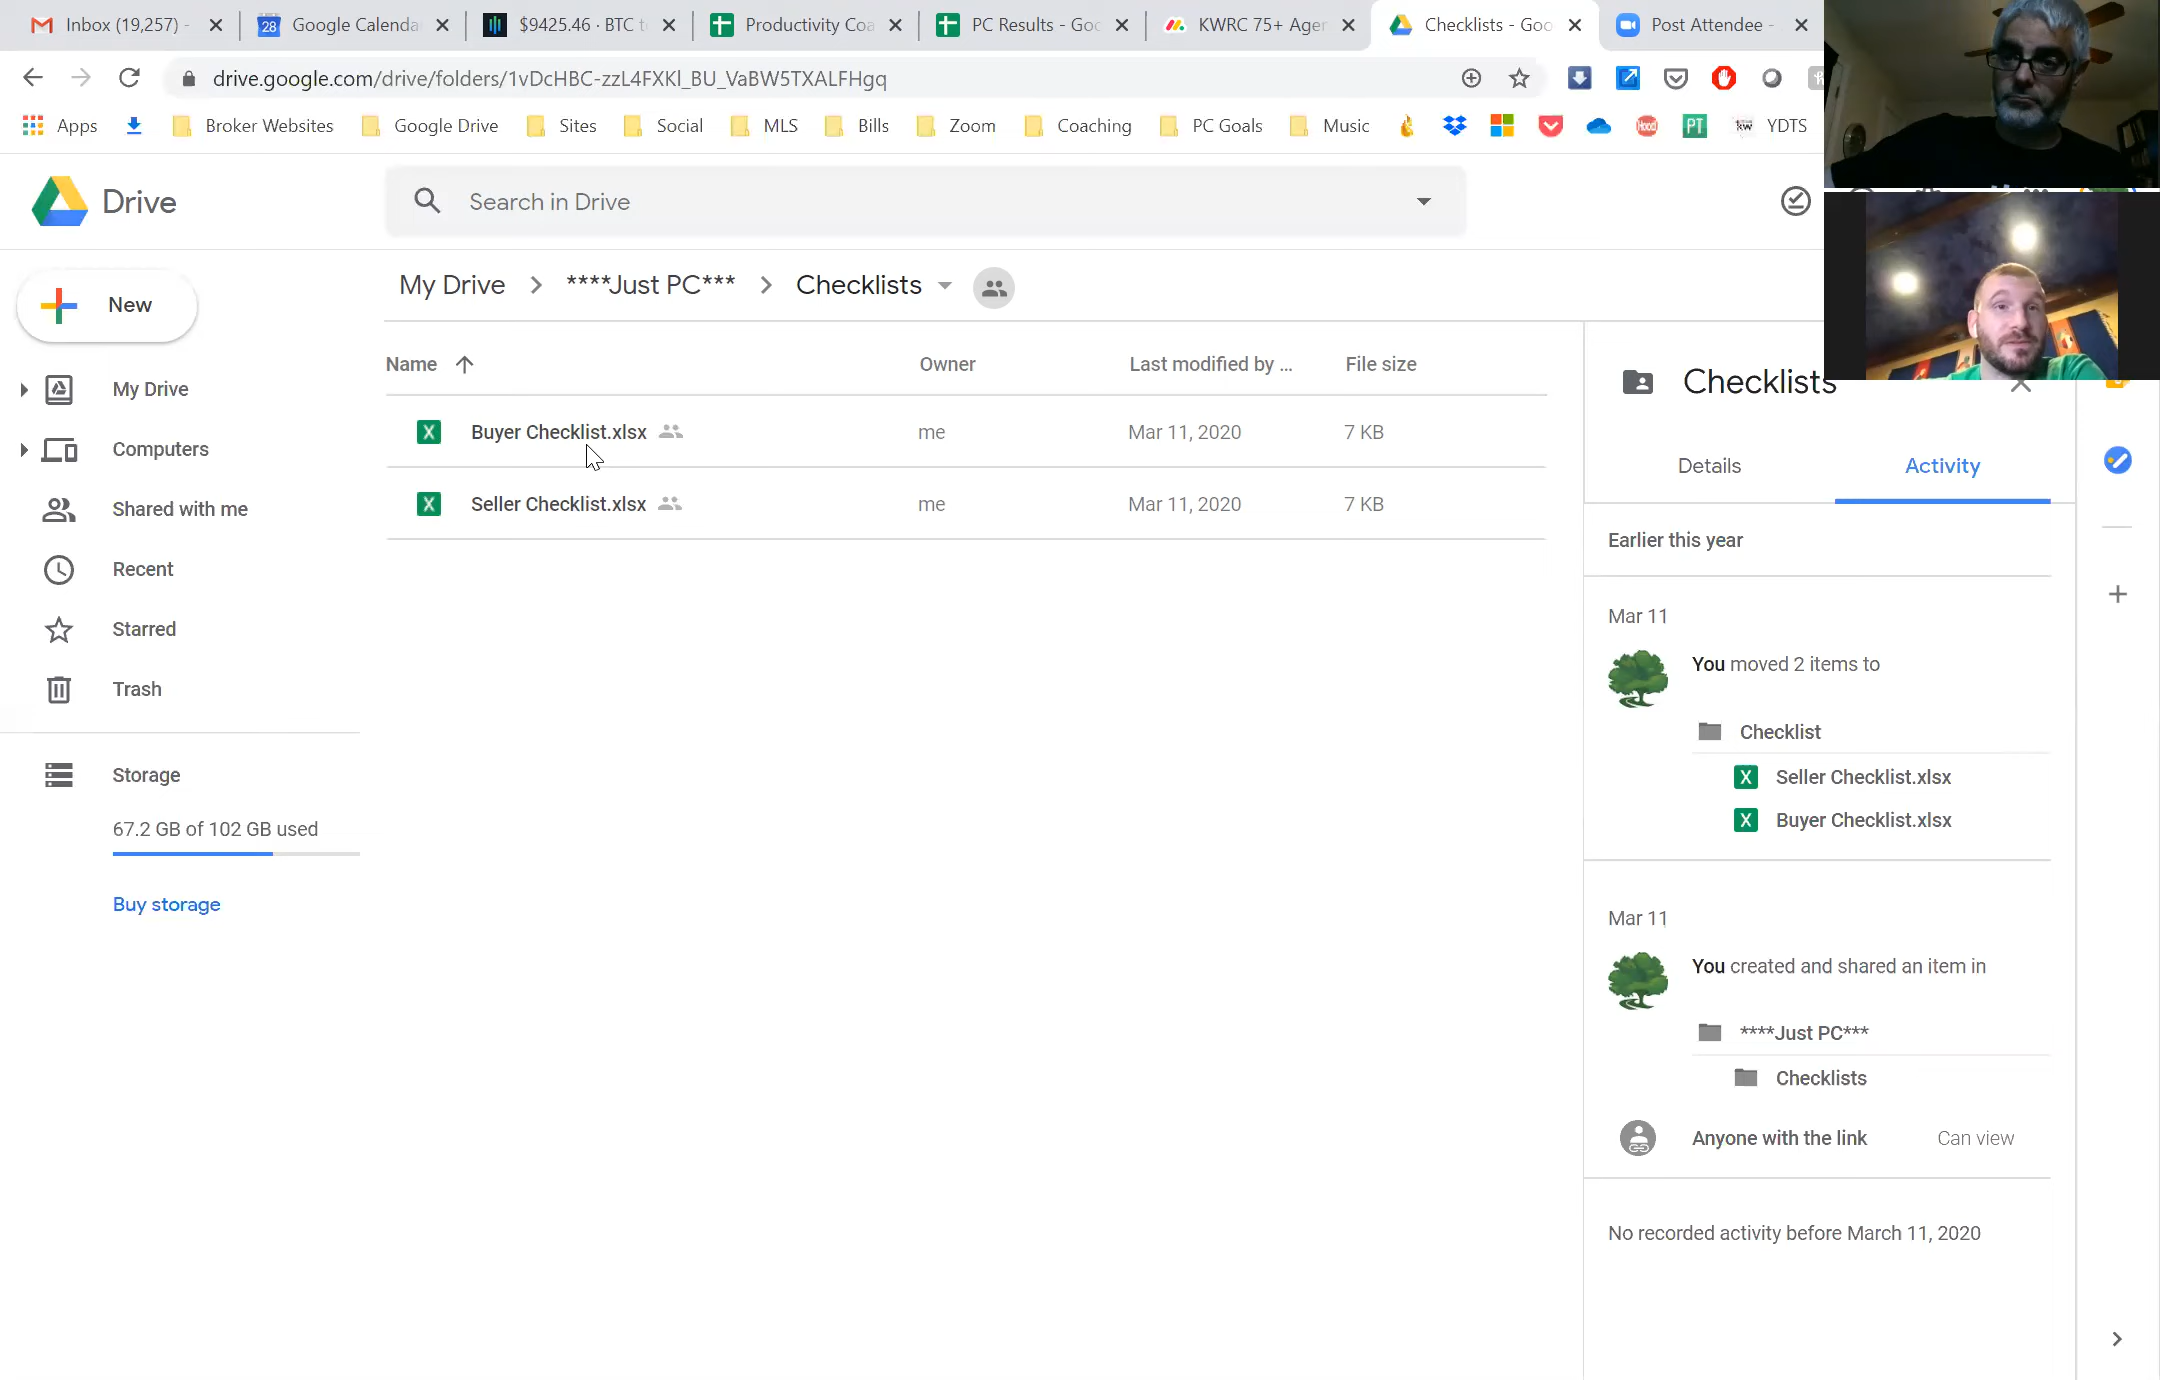 Inbox (19,257) -
28
Google Calenda
$9425.46 · BTC t
Productivity Coa
PC Results - Goo
KWRC 75+ Agen
Checklists - Goo
Post Attendee -
drive.google.com/drive/folders/1vDcHBC-zzL4FXKl_BU_VaBW5TXALFHgq
Apps
Broker Websites
Google Drive
Sites
Social
MLS
Bills
Zoom
Coaching
PC Goals
Music
PT
kw
YDTS
Drive
Search in Drive
New
My Drive
****Just PC***
Checklists
My Drive
Computers
Shared with me
Recent
Starred
Trash
Storage
67.2 GB of 102 GB used
Buy storage
Name
Owner
Last modified by ...
File size
X
Buyer Checklist.xlsx
me
Mar 11, 2020
7 KB
X
Seller Checklist.xlsx
me
Mar 11, 2020
7 KB
Checklists
Details
Activity
Earlier this year
Mar 11
You moved 2 items to
Checklist
X
Seller Checklist.xlsx
X
Buyer Checklist.xlsx
Mar 11
You created and shared an item in
****Just PC***
Checklists
Anyone with the link
Can view
No recorded activity before March 11, 2020